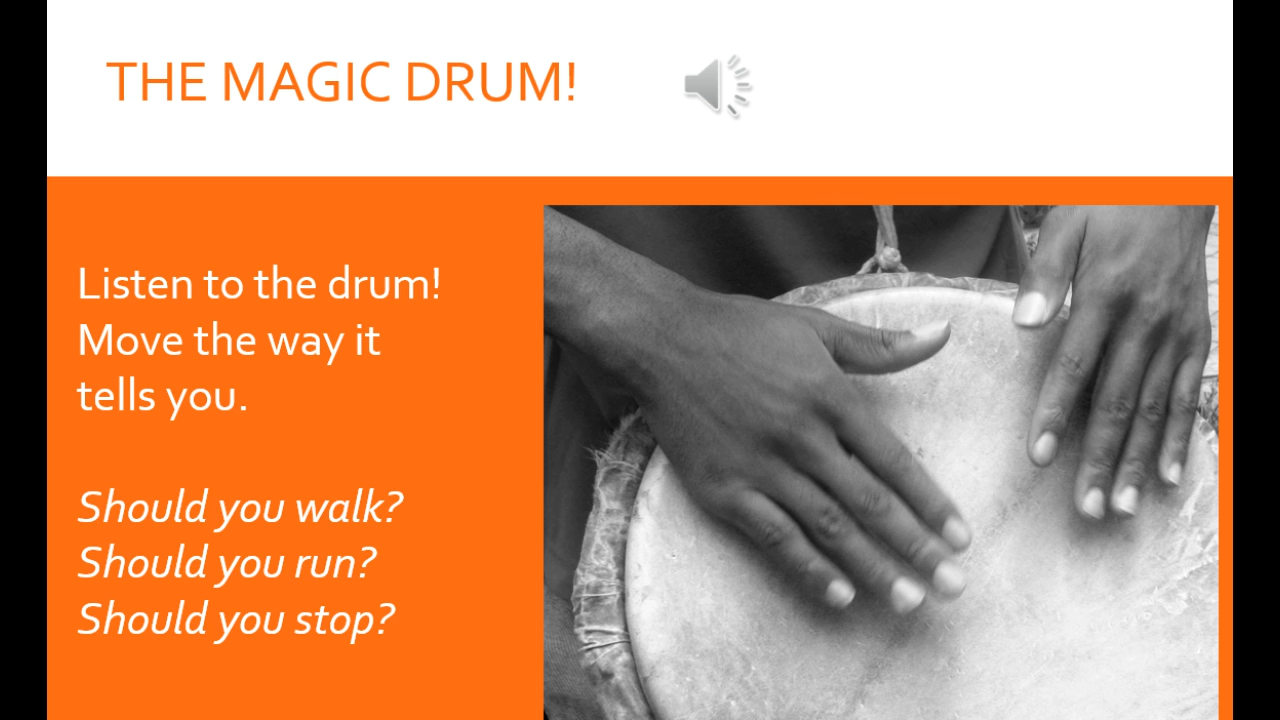 THE MAGIC DRUM!
Listen to the drum!
Move the way it
tells you.
Should you walk?
Should you run?
Should you stop?